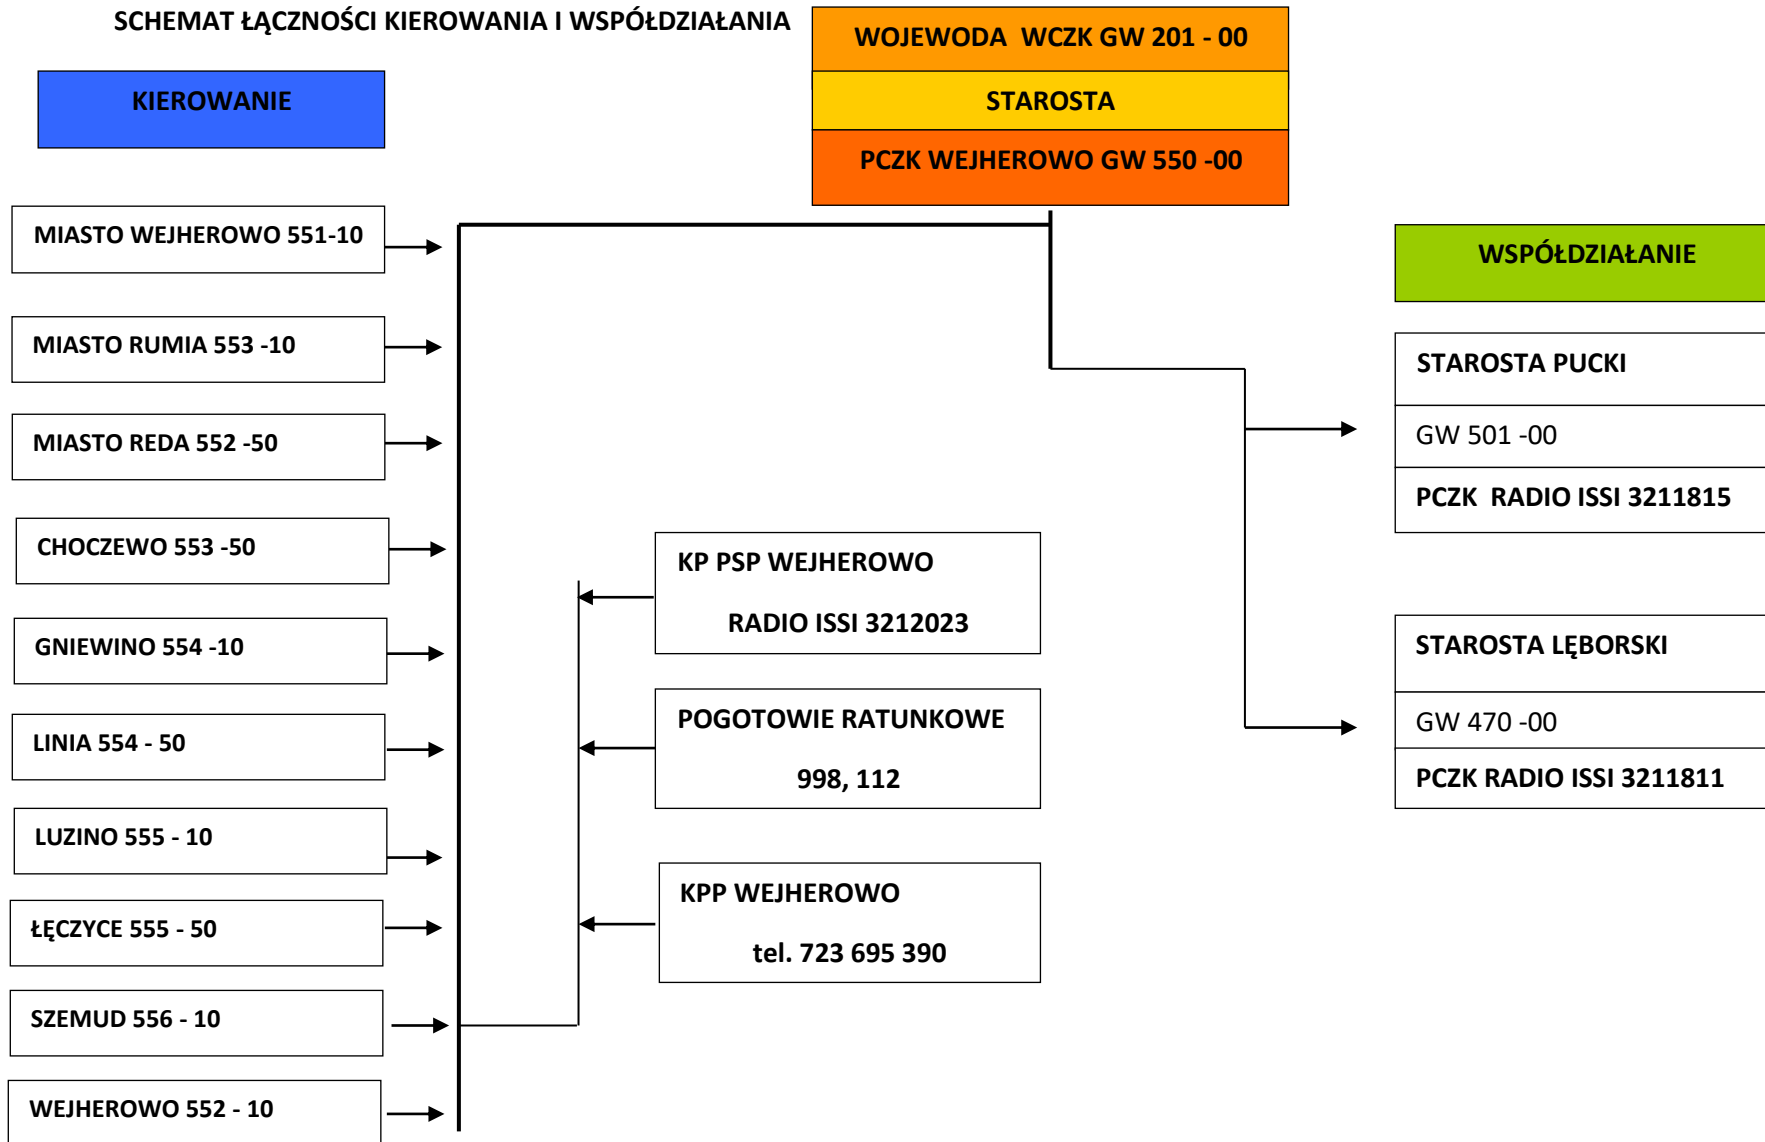 SCHEMAT ŁĄCZNOŚCI KIEROWANIA I WSPÓŁDZIAŁANIA
WOJEWODA  WCZK GW 201 - 00
STAROSTA
PCZK WEJHEROWO GW 550 -00
KIEROWANIE
MIASTO WEJHEROWO 551-10
MIASTO RUMIA 553 -10
MIASTO REDA 552 -50
CHOCZEWO 553 -50
GNIEWINO 554 -10
LINIA 554 - 50
LUZINO 555 - 10
ŁĘCZYCE 555 - 50
SZEMUD 556 - 10
WEJHEROWO 552 - 10
KP PSP WEJHEROWO
RADIO ISSI 3212023
POGOTOWIE RATUNKOWE
998, 112
KPP WEJHEROWO
tel. 723 695 390
WSPÓŁDZIAŁANIE
STAROSTA PUCKI
GW 501 -00
PCZK  RADIO ISSI 3211815
STAROSTA LĘBORSKI
GW 470 -00
PCZK RADIO ISSI 3211811